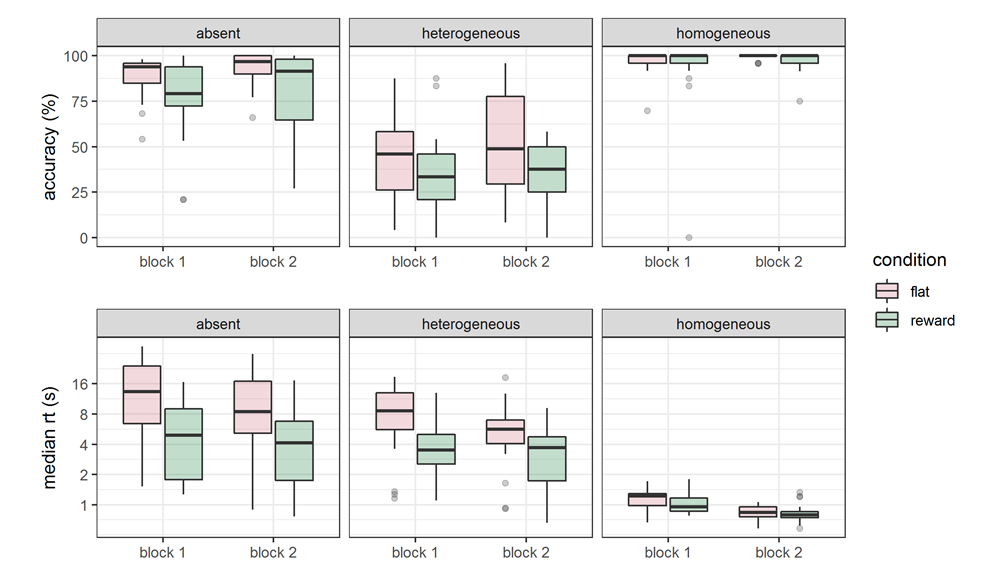 absent heterogeneous homogeneous
accuracy (%)
100
75
50
25
0
block 1 block 2 block 1 block 2 block 1 block 2
condition
flat
reward
absent heterogeneous homogeneous
median rt (s)
16
8
4
2
1
block 1 block 2 block 1 block 2 block 1 block 2